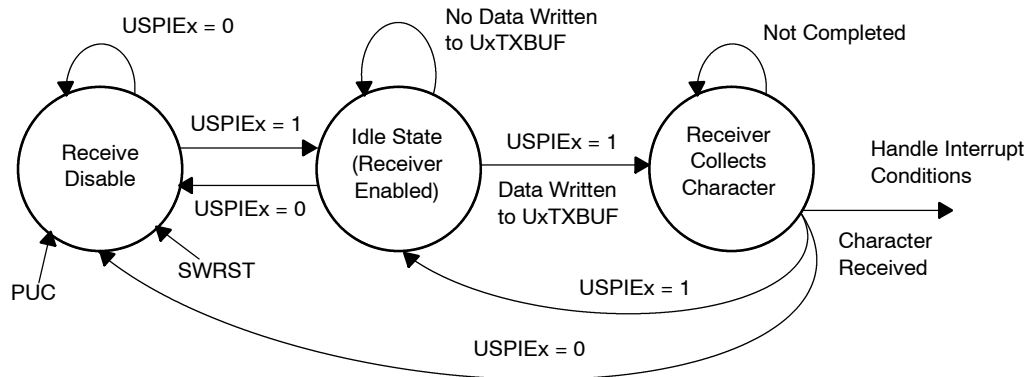 USPIEx = 0
No Data Written
to UxTXBUF
Not Completed
Receive
Disable
USPIEx = 1
USPIEx = 0
Idle State
(Receiver
Enabled)
USPIEx = 1
Data Written
to UxTXBUF
Receiver
Collects
Character
Handle Interrupt
Conditions
Character
Received
PUC
SWRST
USPIEx = 1
USPIEx = 0